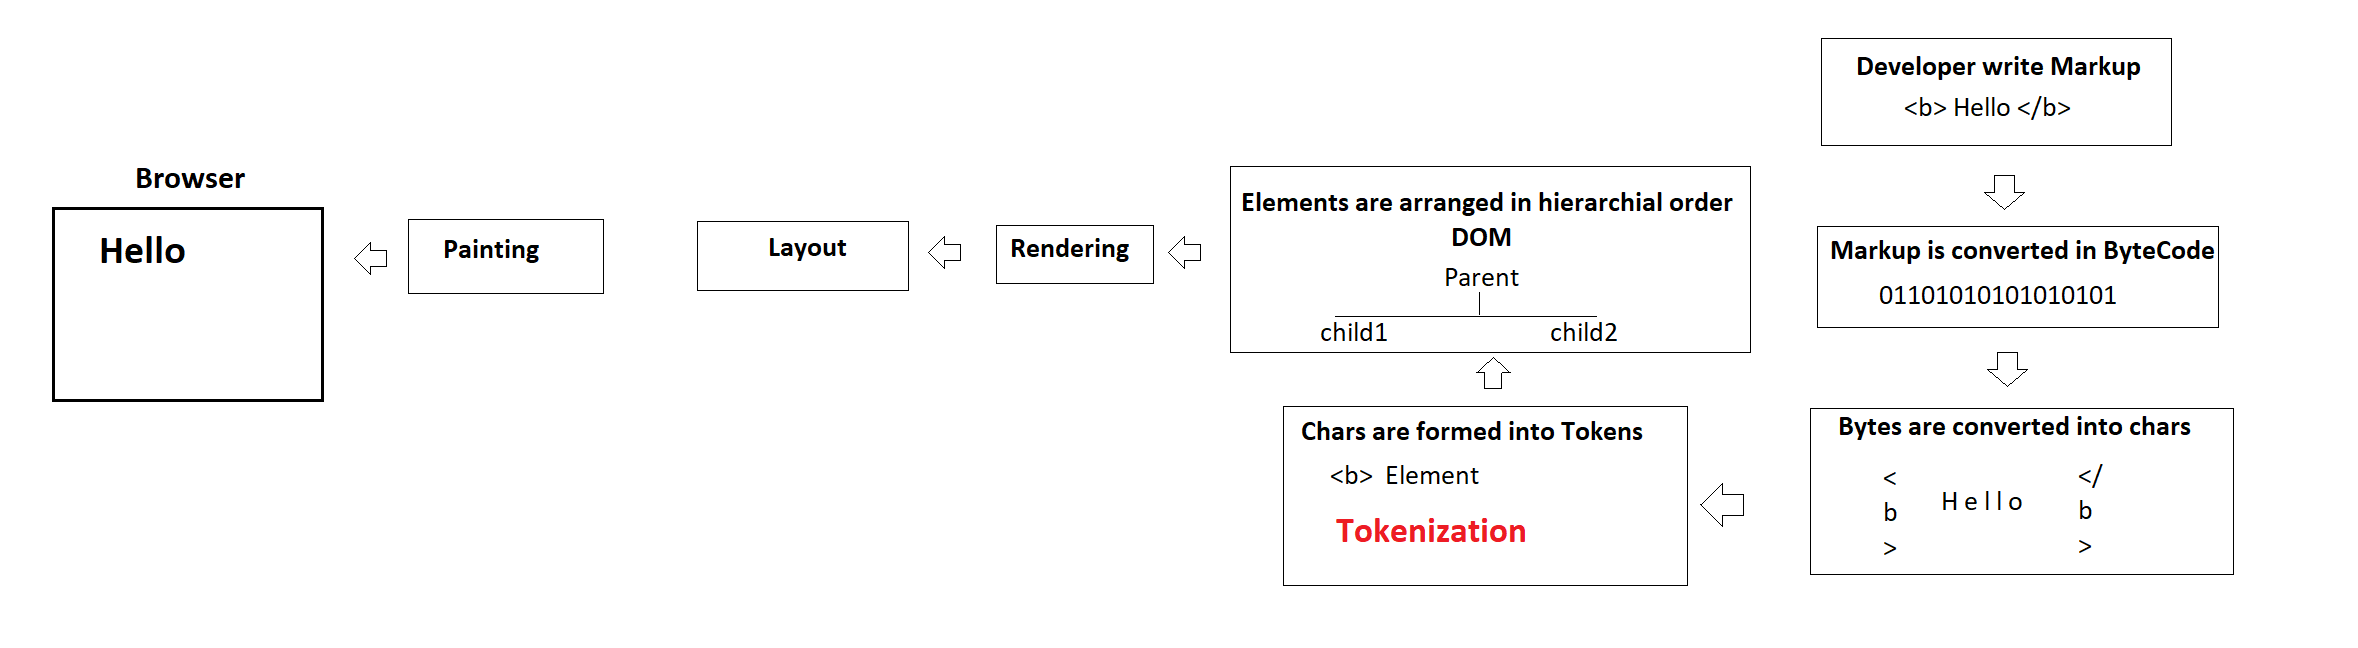 Developer write Markup
<b> Hello </b>
Markup is converted in ByteCode
01101010101010101
Bytes are converted into chars
<
b
>
H e l l o
</
b
>
Chars are formed into Tokens
<b> Element
Tokenization
Elements are arranged in hierarchial order
DOM
Parent
child1 child2
Rendering
Layout
Painting
Browser
Hello